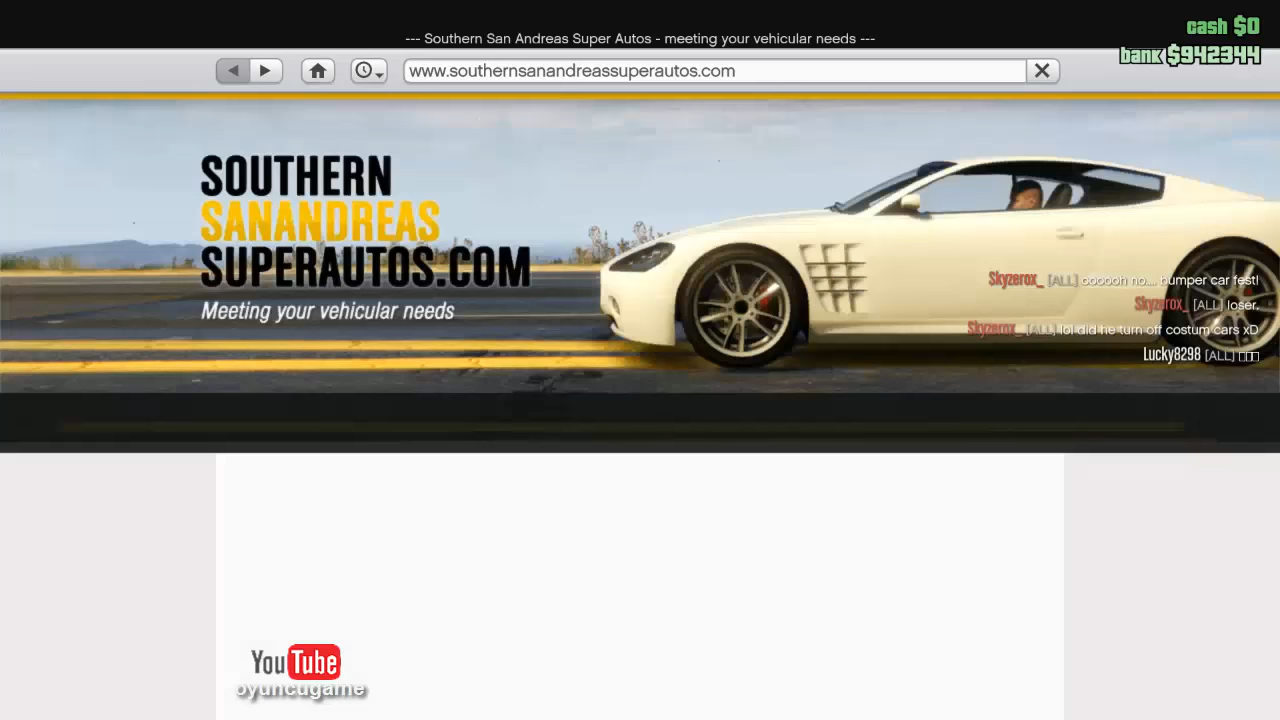 --- Southern San Andreas Super Autos - meeting your vehicular needs ---
cash $0
bank $942344
www.southernsanandreassuperautos.com
SOUTHERN
SANANDREAS
SUPERAUTOS.COM
Meeting your vehicular needs
Skyzerox_ [ALL] oooooh no.... bumper car fest!
Skyzerox_ [ALL] loser,
Skyzerox_ [ALL] lol did he turn off costum cars xD
Lucky8298 [ALL] □□□
YouTube
oyuncugame